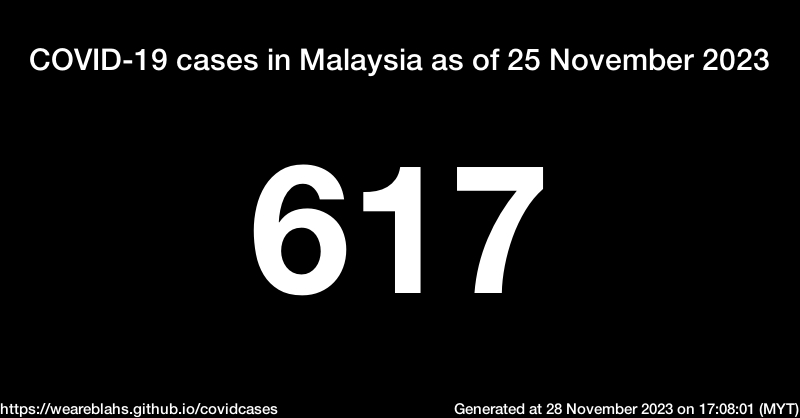 COVID-19 cases in Malaysia as of 25 November 2023
617
https://weareblahs.github.io/covidcases
Generated at 28 November 2023 on 17:08:01 (MYT)